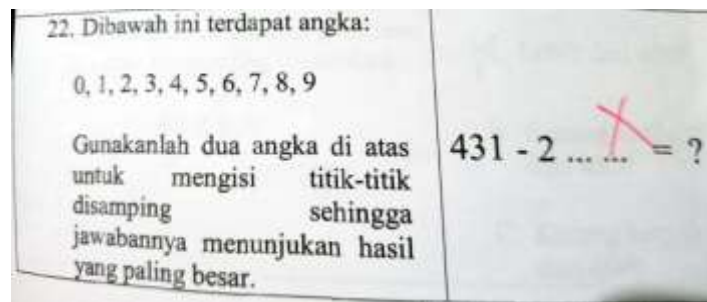 22. Dibawah ini terdapat angka:
0, 1, 2, 3, 4, 5, 6, 7, 8, 9
Gunakanlah dua angka di atas
untuk mengisi titik-titik
disamping sehingga
jawabannya menunjukan hasil
yang paling besar.
431 - 2 ... ... = ?